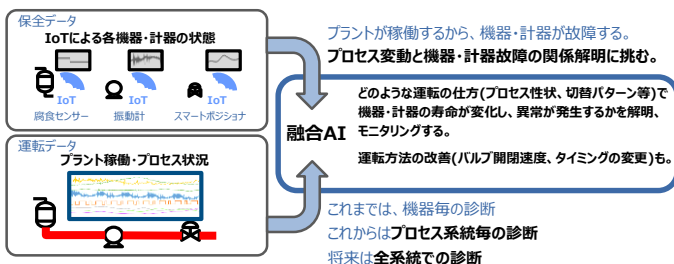 保全データ
IoTによる各機器・計器の状態
IoT
IoT
IoT
腐食センサー
振動計
スマートポジショナ
運転データ
プラント稼働・プロセス状況
融合AI
プラントが稼働するから、機器・計器が故障する。
プロセス変動と機器・計器故障の関係解明に挑む。
どのような運転の仕方(プロセス性状、切替パターン等)で
機器・計器の寿命が変化し、異常が発生するかを解明、
モニタリングする。
運転方法の改善(バルブ開閉速度、タイミングの変更)も。
これまでは、機器毎の診断
これからはプロセス系統毎の診断
将来は全系統での診断